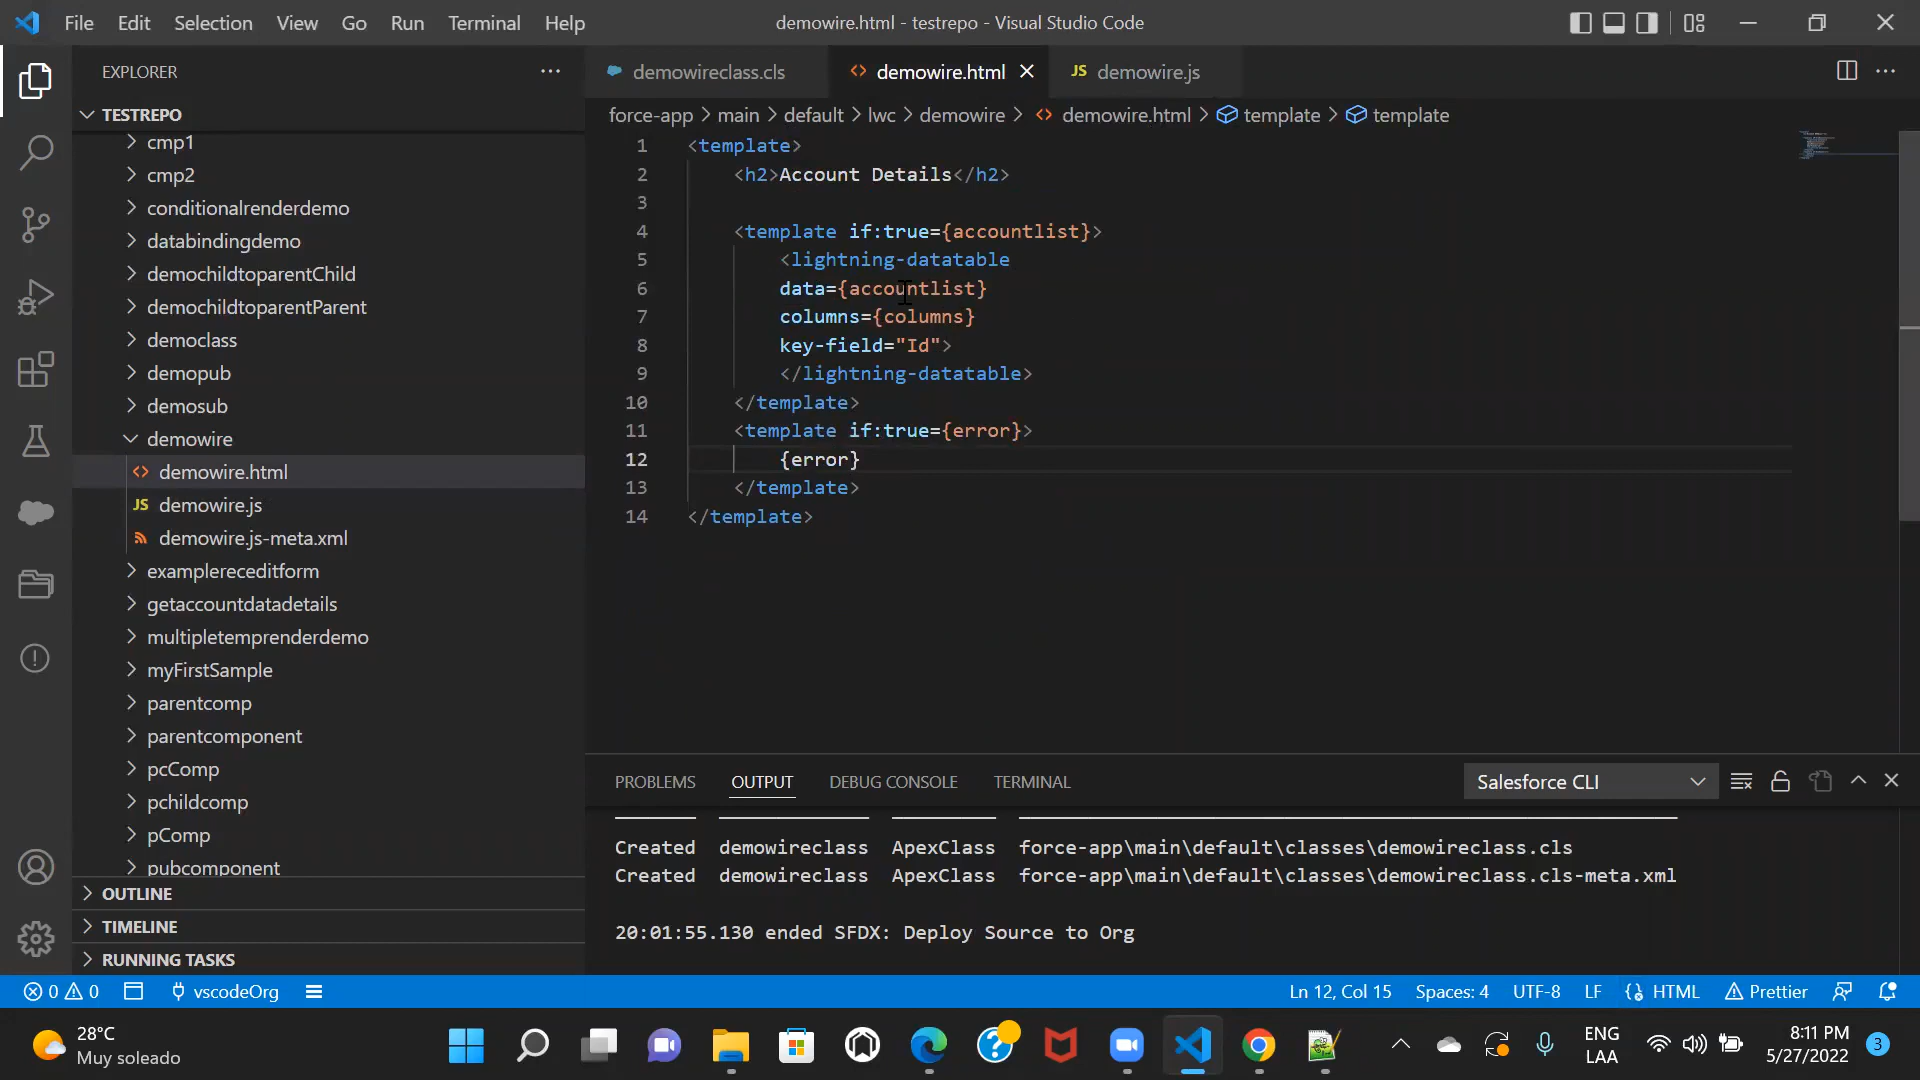 File Edit Selection View Go Run Terminal Help
demowire.html - testrepo - Visual Studio Code
EXPLORER
TESTREPO
cmp1
cmp2
conditionalrenderdemo
databindingdemo
demochildtoparentChild
demochildtoparentParent
democlass
demopub
demosub
demowire
<> demowire.html
JS demowire.js
demowire.js-meta.xml
examplereceditform
getaccountdatadetails
multipletemprenderdemo
myFirstSample
parentcomp
parentcomponent
pcComp
pchildcomp
pComp
pubcomponent
OUTLINE
TIMELINE
RUNNING TASKS
demowireclass.cls <> demowire.html JS demowire.js
force-app > main > default > lwc > demowire > <> demowire.html > template > template
1 <template>
2 <h2>Account Details</h2>
3
4 <template if:true={accountlist}>
5 <lightning-datatable
6 data={accountlist}
7 columns={columns}
8 key-field="Id">
9 </lightning-datatable>
10 </template>
11 <template if:true={error}>
12 {error}
13 </template>
14 </template>
PROBLEMS OUTPUT DEBUG CONSOLE TERMINAL
Salesforce CLI
Created demowireclass ApexClass force-app\main\default\classes\demowireclass.cls
Created demowireclass ApexClass force-app\main\default\classes\demowireclass.cls-meta.xml
20:01:55.130 ended SFDX: Deploy Source to Org
0 0 vscodeOrg
Ln 12, Col 15 Spaces: 4 UTF-8 LF HTML Prettier
28°C
Muy soleado
ENG
LAA
8:11 PM
5/27/2022
3